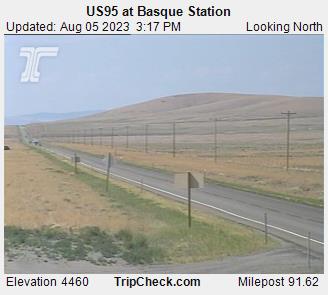 US95 at Basque Station
Updated: Aug 05 2023 3:17 PM Looking North
Elevation 4460 TripCheck.com Milepost 91.62